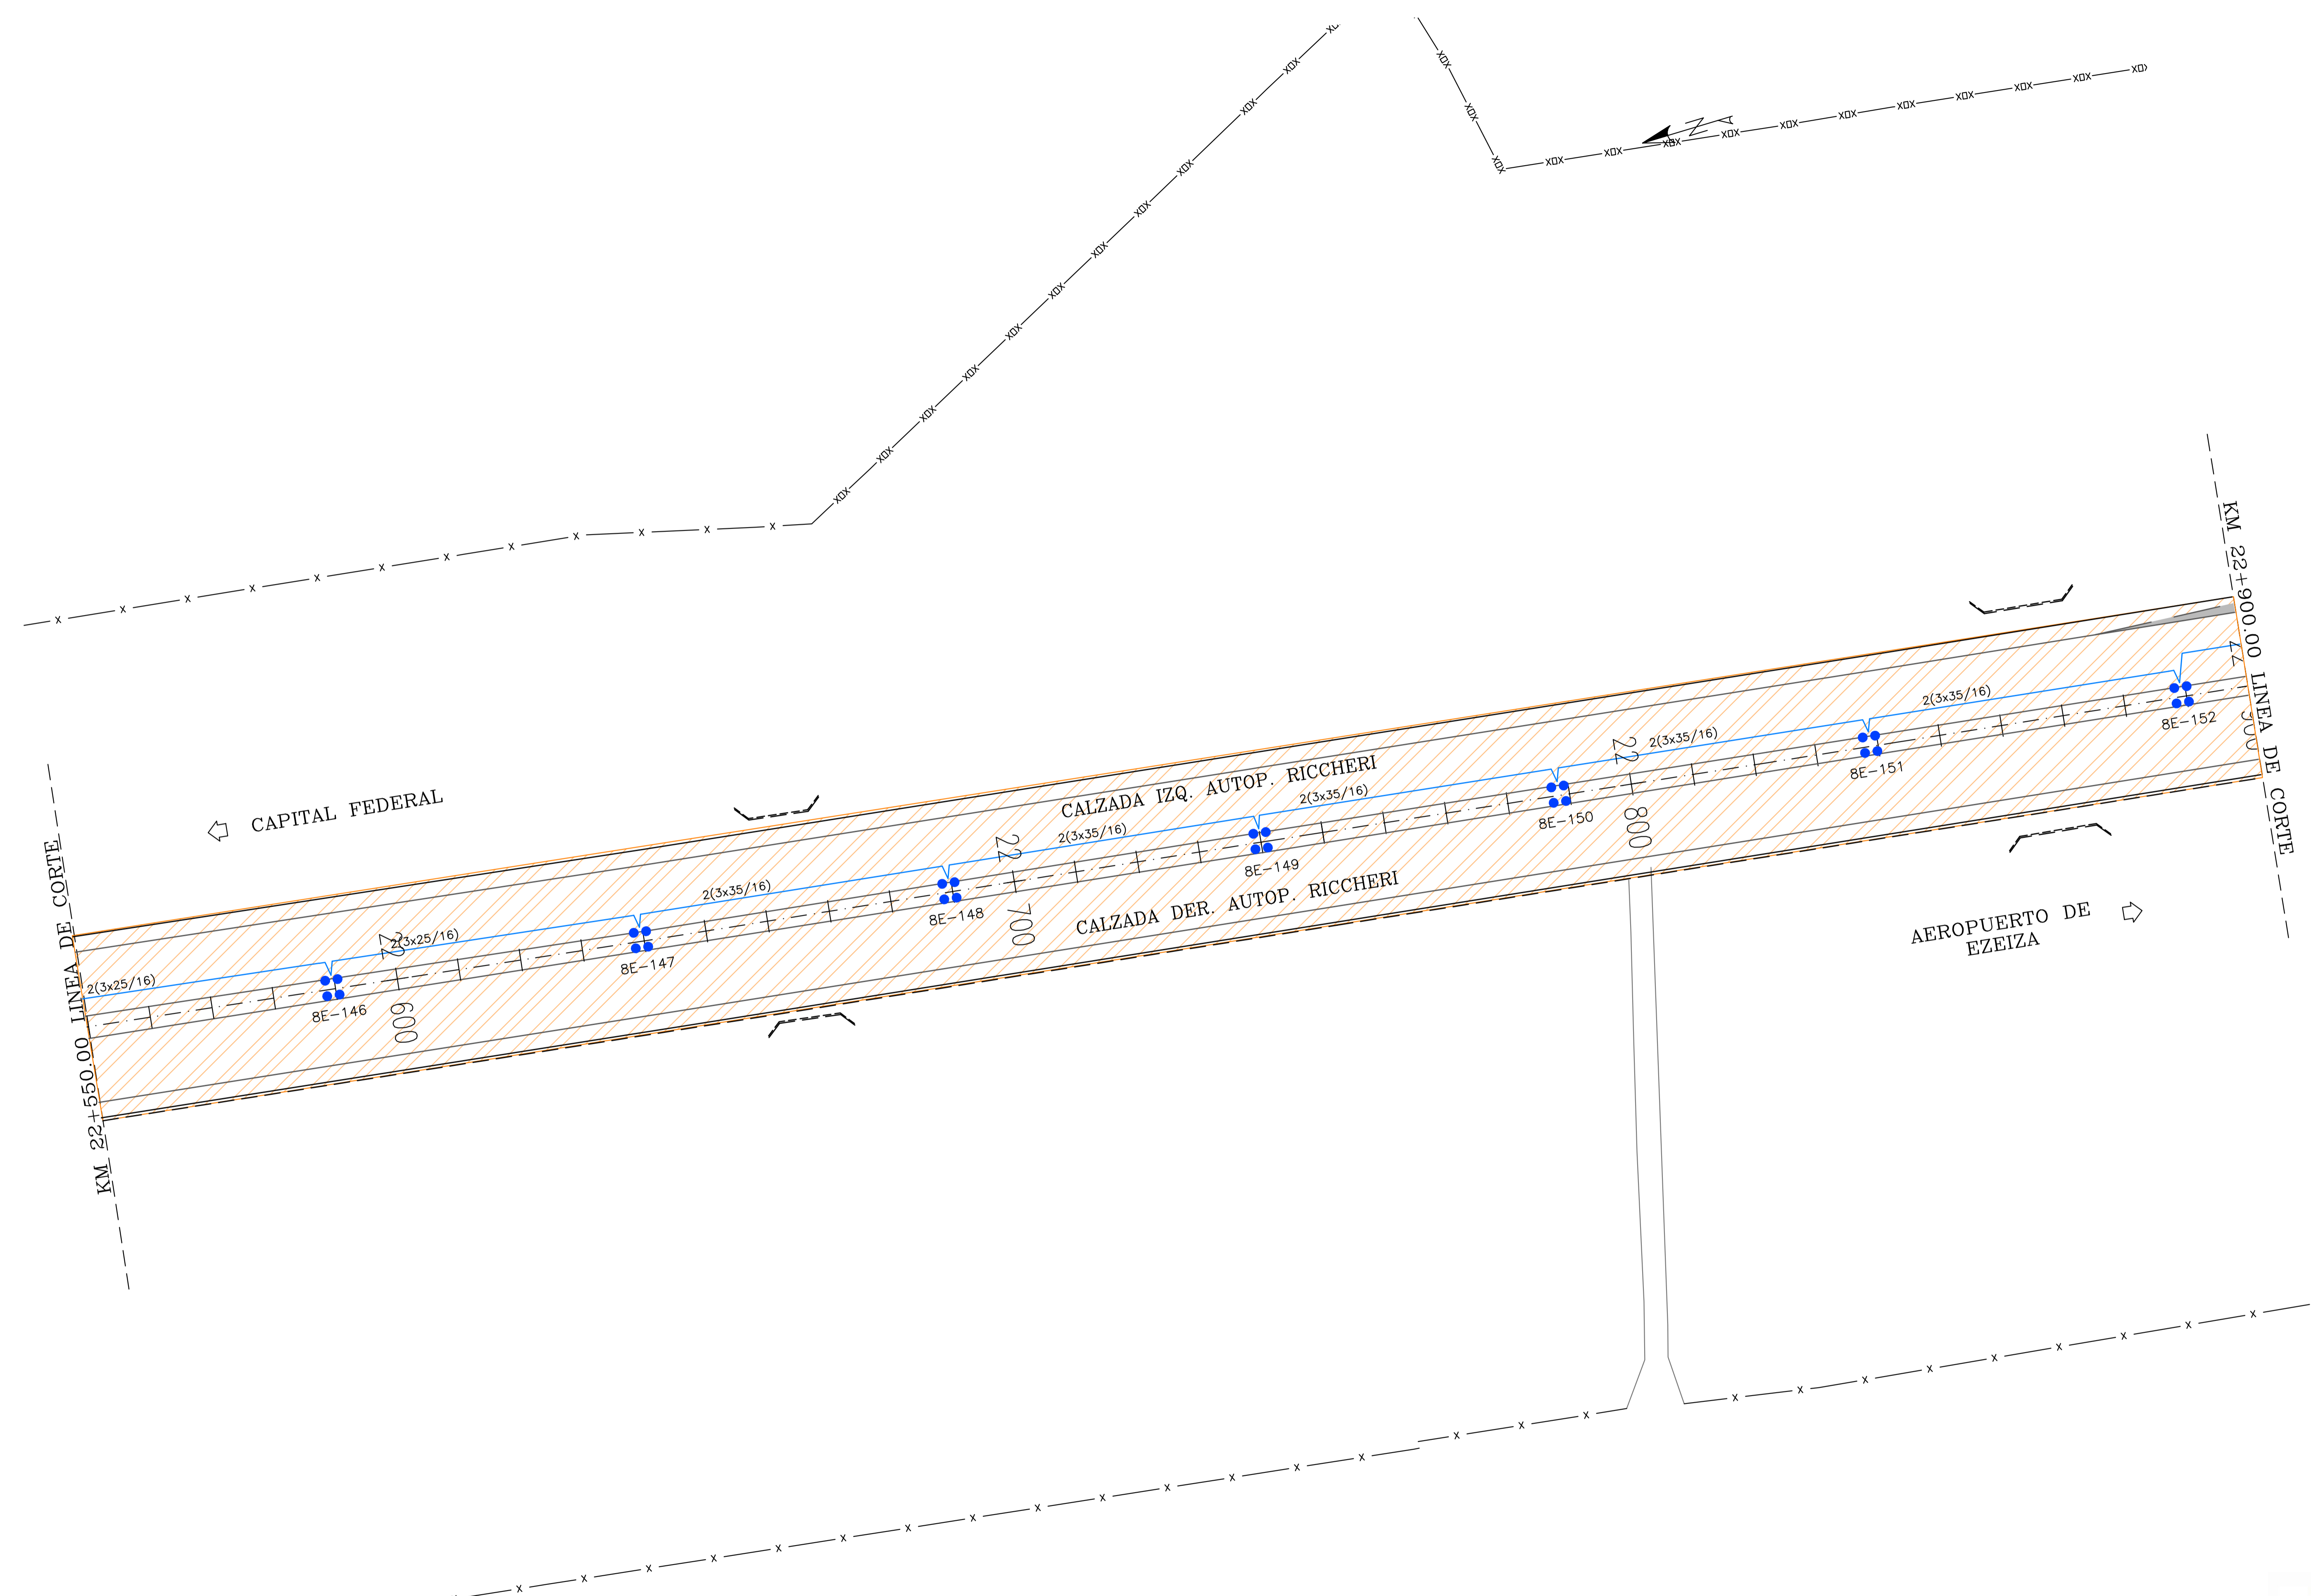 N
KM 22+550.00 LINEA DE CORTE
KM 22+900.00 LINEA DE CORTE
CAPITAL FEDERAL
CALZADA IZQ. AUTOP. RICCHERI
CALZADA DER. AUTOP. RICCHERI
AEROPUERTO DE
EZEIZA
2(3x25/16)
2(3x25/16)
2(3x35/16)
2(3x35/16)
2(3x35/16)
2(3x35/16)
2(3x35/16)
22
600
22
700
22
800
22
900
8E-146
8E-147
8E-148
8E-149
8E-150
8E-151
8E-152